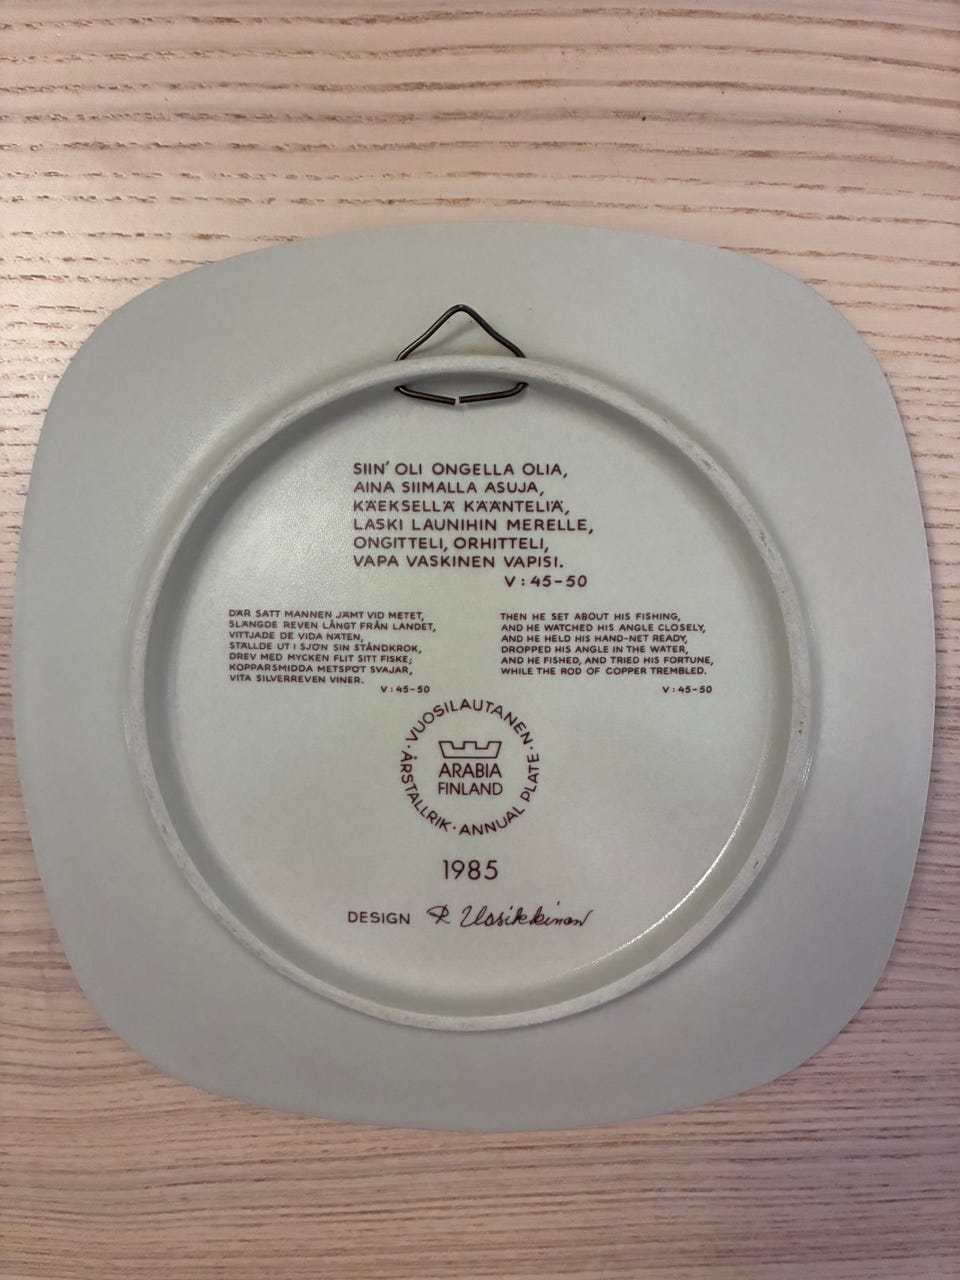 SIIN' OLI ONGELLA OLIA,
AINA SIIMALLA ASUJA,
KÄEKSELLÄ KÄÄNTELIÄ,
LASKI LAUNIHIN MERELLE,
ONGITTELI, ORHITTELI,
VAPA VASKINEN VAPISI.
V : 45-50
DÄR SATT MANNEN JÄMT VID METET,
SLÄNGDE REVEN LÅNGT FRÅN LANDET,
VITTJADE DE VIDA NÄTEN,
STÄLLDE UT I SJÖN SIN STÅNDKROK,
DREV MED MYCKEN FLIT SITT FISKE;
KOPPARSMIDDA METSPÖT SVAJAR,
VITA SILVERREVEN VINER.
V : 45-50
THEN HE SET ABOUT HIS FISHING,
AND HE WATCHED HIS ANGLE CLOSELY,
AND HE HELD HIS HAND-NET READY,
DROPPED HIS ANGLE IN THE WATER,
AND HE FISHED, AND TRIED HIS FORTUNE,
WHILE THE ROD OF COPPER TREMBLED.
V : 45-50
· VUOSILAUTANEN · ANNUAL PLATE · ÅRSTALLRIK
ARABIA
FINLAND
1985
DESIGN R Uosikkinen